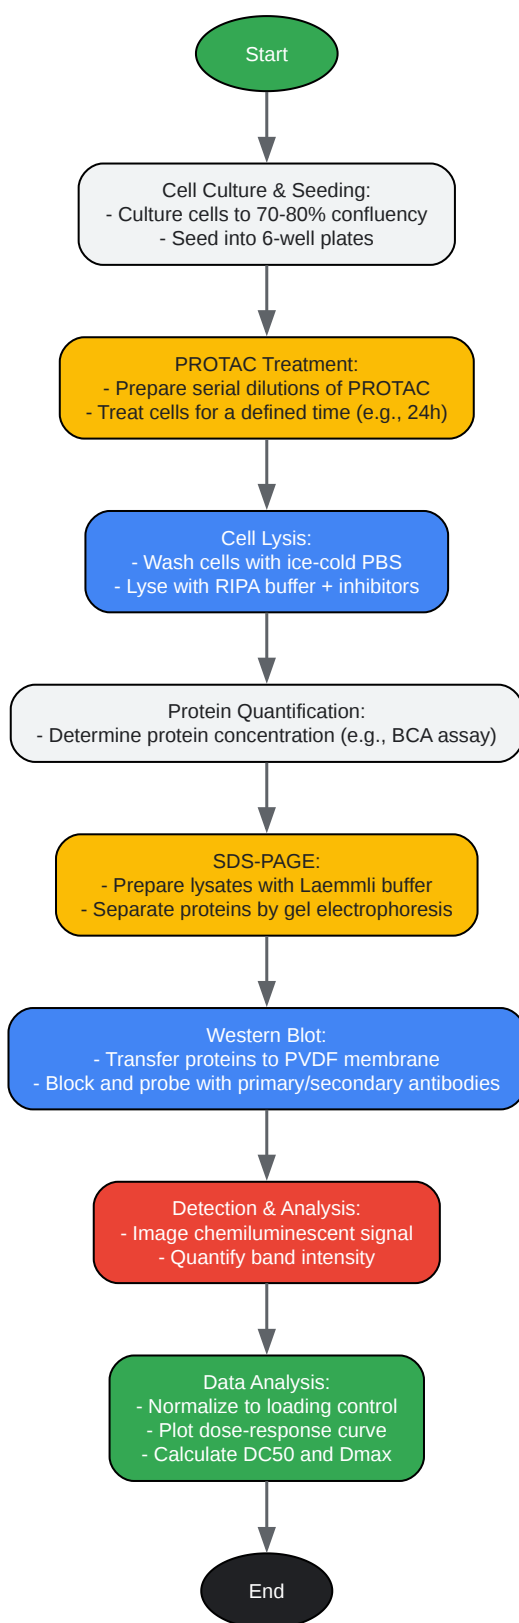 Start
Cell Culture & Seeding:
- Culture cells to 70-80% confluency
- Seed into 6-well plates
PROTAC Treatment:
- Prepare serial dilutions of PROTAC
- Treat cells for a defined time (e.g., 24h)
Cell Lysis:
- Wash cells with ice-cold PBS
- Lyse with RIPA buffer + inhibitors
Protein Quantification:
- Determine protein concentration (e.g., BCA assay)
SDS-PAGE:
- Prepare lysates with Laemmli buffer
- Separate proteins by gel electrophoresis
Western Blot:
- Transfer proteins to PVDF membrane
- Block and probe with primary/secondary antibodies
Detection & Analysis:
- Image chemiluminescent signal
- Quantify band intensity
Data Analysis:
- Normalize to loading control
- Plot dose-response curve
- Calculate DC50 and Dmax
End